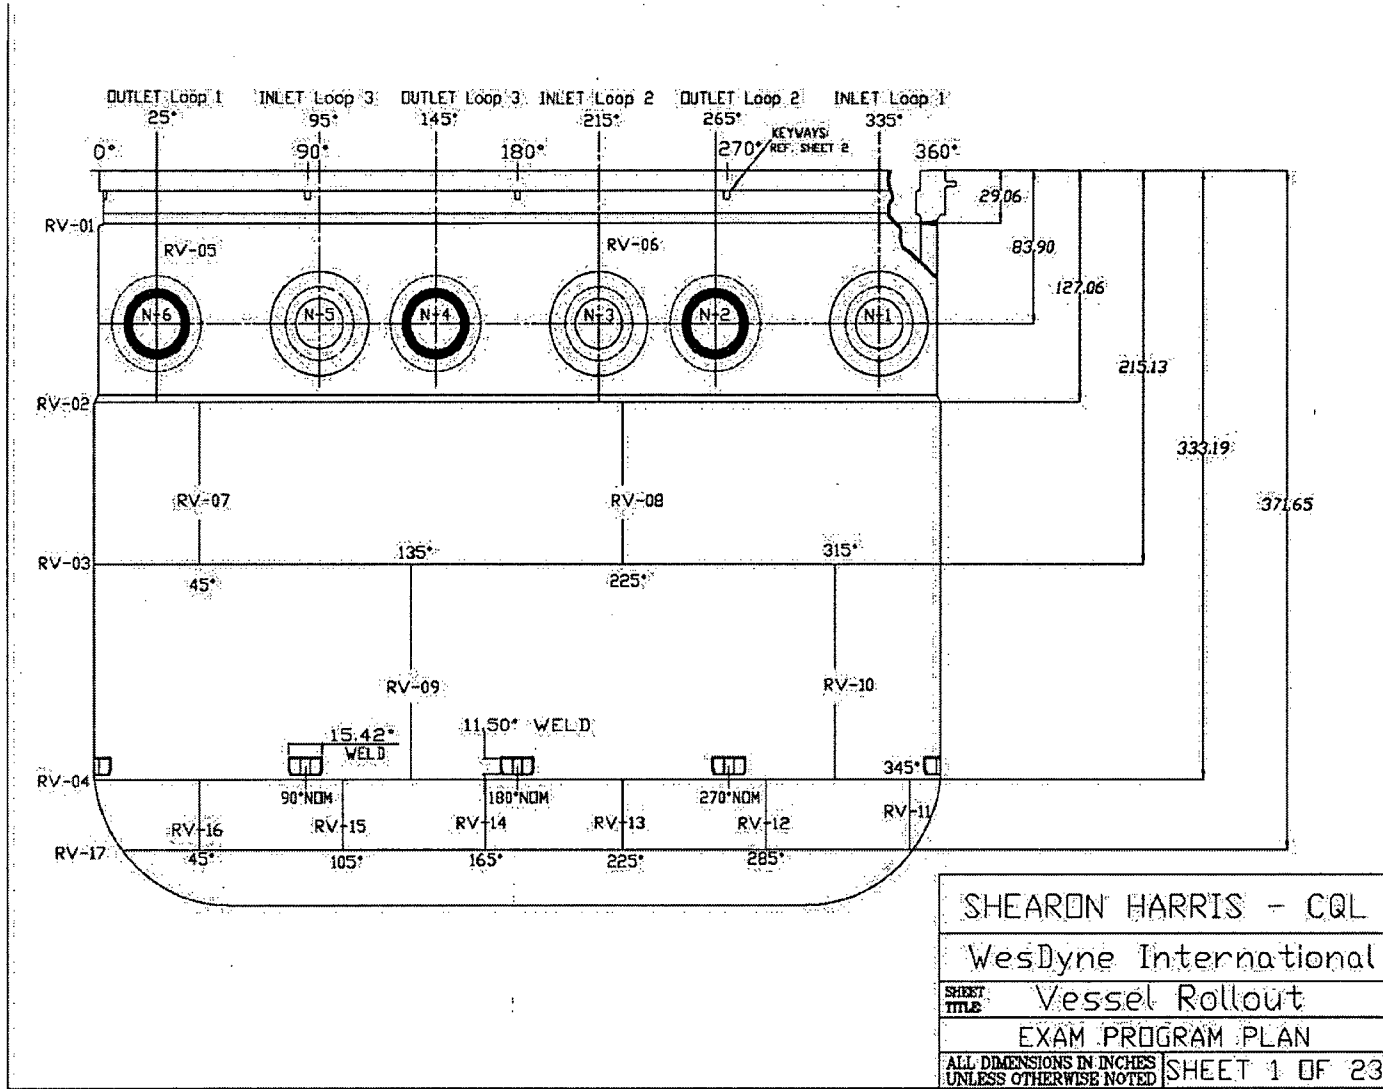 OUTLET Loop 1 INLET Loop 3 OUTLET Loop 3 INLET Loop 2 OUTLET Loop 2 INLET Loop 1
25° 95° 145° 215° 265° 335°
KEYWAYS
REF. SHEET 2
0° 90° 180° 270° 360°
29.06
RV-01
RV-05 RV-06 83.90
127.06
N-6 N-5 N-4 N-3 N-2 N-1
215.13
RV-02
333.19
RV-07 RV-08 371.65
135° 315°
RV-03
45° 225°
RV-09 RV-10
11.50" WELD
15.42"
WELD
345°
RV-04
90°NOM 180°NOM 270°NOM
RV-16 RV-15 RV-14 RV-13 RV-12 RV-11
RV-17
45° 105° 165° 225° 285°
SHEARON HARRIS - CQL
WesDyne International
SHEET
TITLE Vessel Rollout
EXAM PROGRAM PLAN
ALL DIMENSIONS IN INCHES
UNLESS OTHERWISE NOTED SHEET 1 OF 23